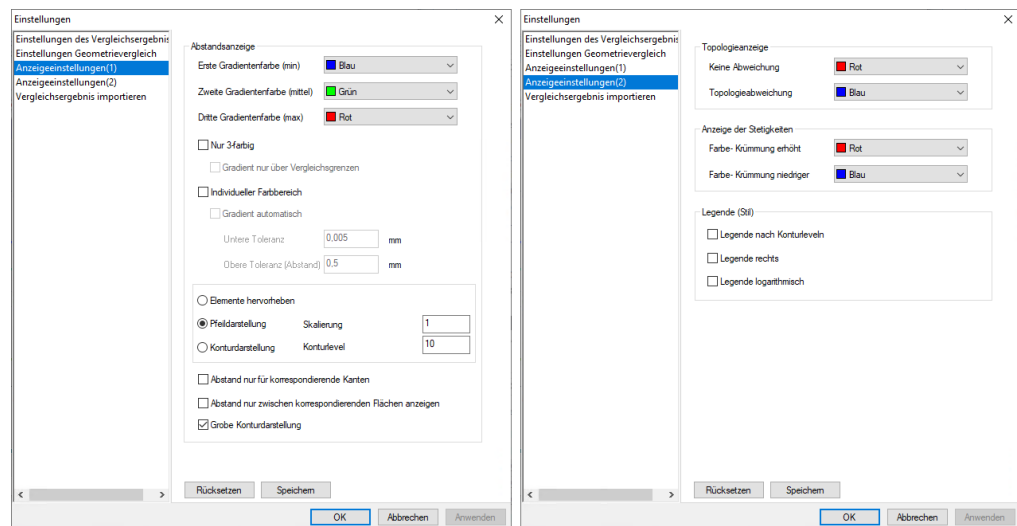 Einstellungen
Einstellungen des Vergleichsergebnis
Einstellungen Geometrievergleich
Anzeigeeinstellungen(1)
Anzeigeeinstellungen(2)
Vergleichsergebnis importieren
Abstandsanzeige
Erste Gradientenfarbe (min) Blau
Zweite Gradientenfarbe (mittel) Grün
Dritte Gradientenfarbe (max) Rot
Nur 3-farbig
Gradient nur über Vergleichsgrenzen
Individueller Farbbereich
Gradient automatisch
Untere Toleranz 0,005 mm
Obere Toleranz (Abstand) 0,5 mm
Elemente hervorheben
Pfeildarstellung Skalierung 1
Konturdarstellung Konturlevel 10
Abstand nur für korrespondierende Kanten
Abstand nur zwischen korrespondierenden Flächen anzeigen
Grobe Konturdarstellung
Rücksetzen Speichern
OK Abbrechen Anwenden
Einstellungen
Einstellungen des Vergleichsergebnis
Einstellungen Geometrievergleich
Anzeigeeinstellungen(1)
Anzeigeeinstellungen(2)
Vergleichsergebnis importieren
Topologieanzeige
Keine Abweichung Rot
Topologieabweichung Blau
Anzeige der Stetigkeiten
Farbe- Krümmung erhöht Rot
Farbe- Krümmung niedriger Blau
Legende (Stil)
Legende nach Konturleveln
Legende rechts
Legende logarithmisch
Rücksetzen Speichern
OK Abbrechen Anwenden